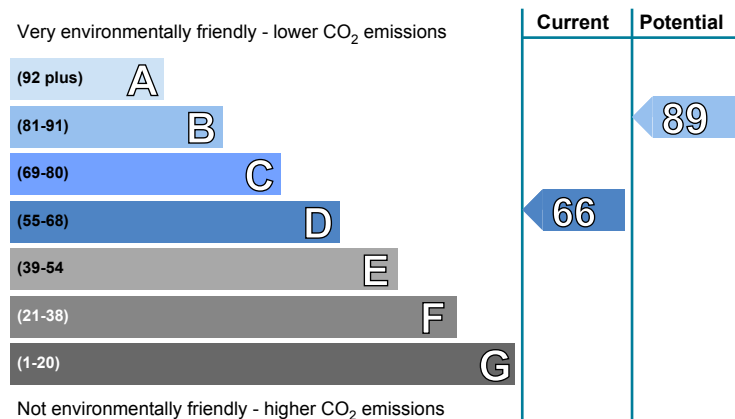 Very environmentally friendly - lower CO₂ emissions
Current
Potential
(92 plus) A
(81-91) B
89
(69-80) C
(55-68) D
66
(39-54 E
(21-38) F
(1-20) G
Not environmentally friendly - higher CO₂ emissions